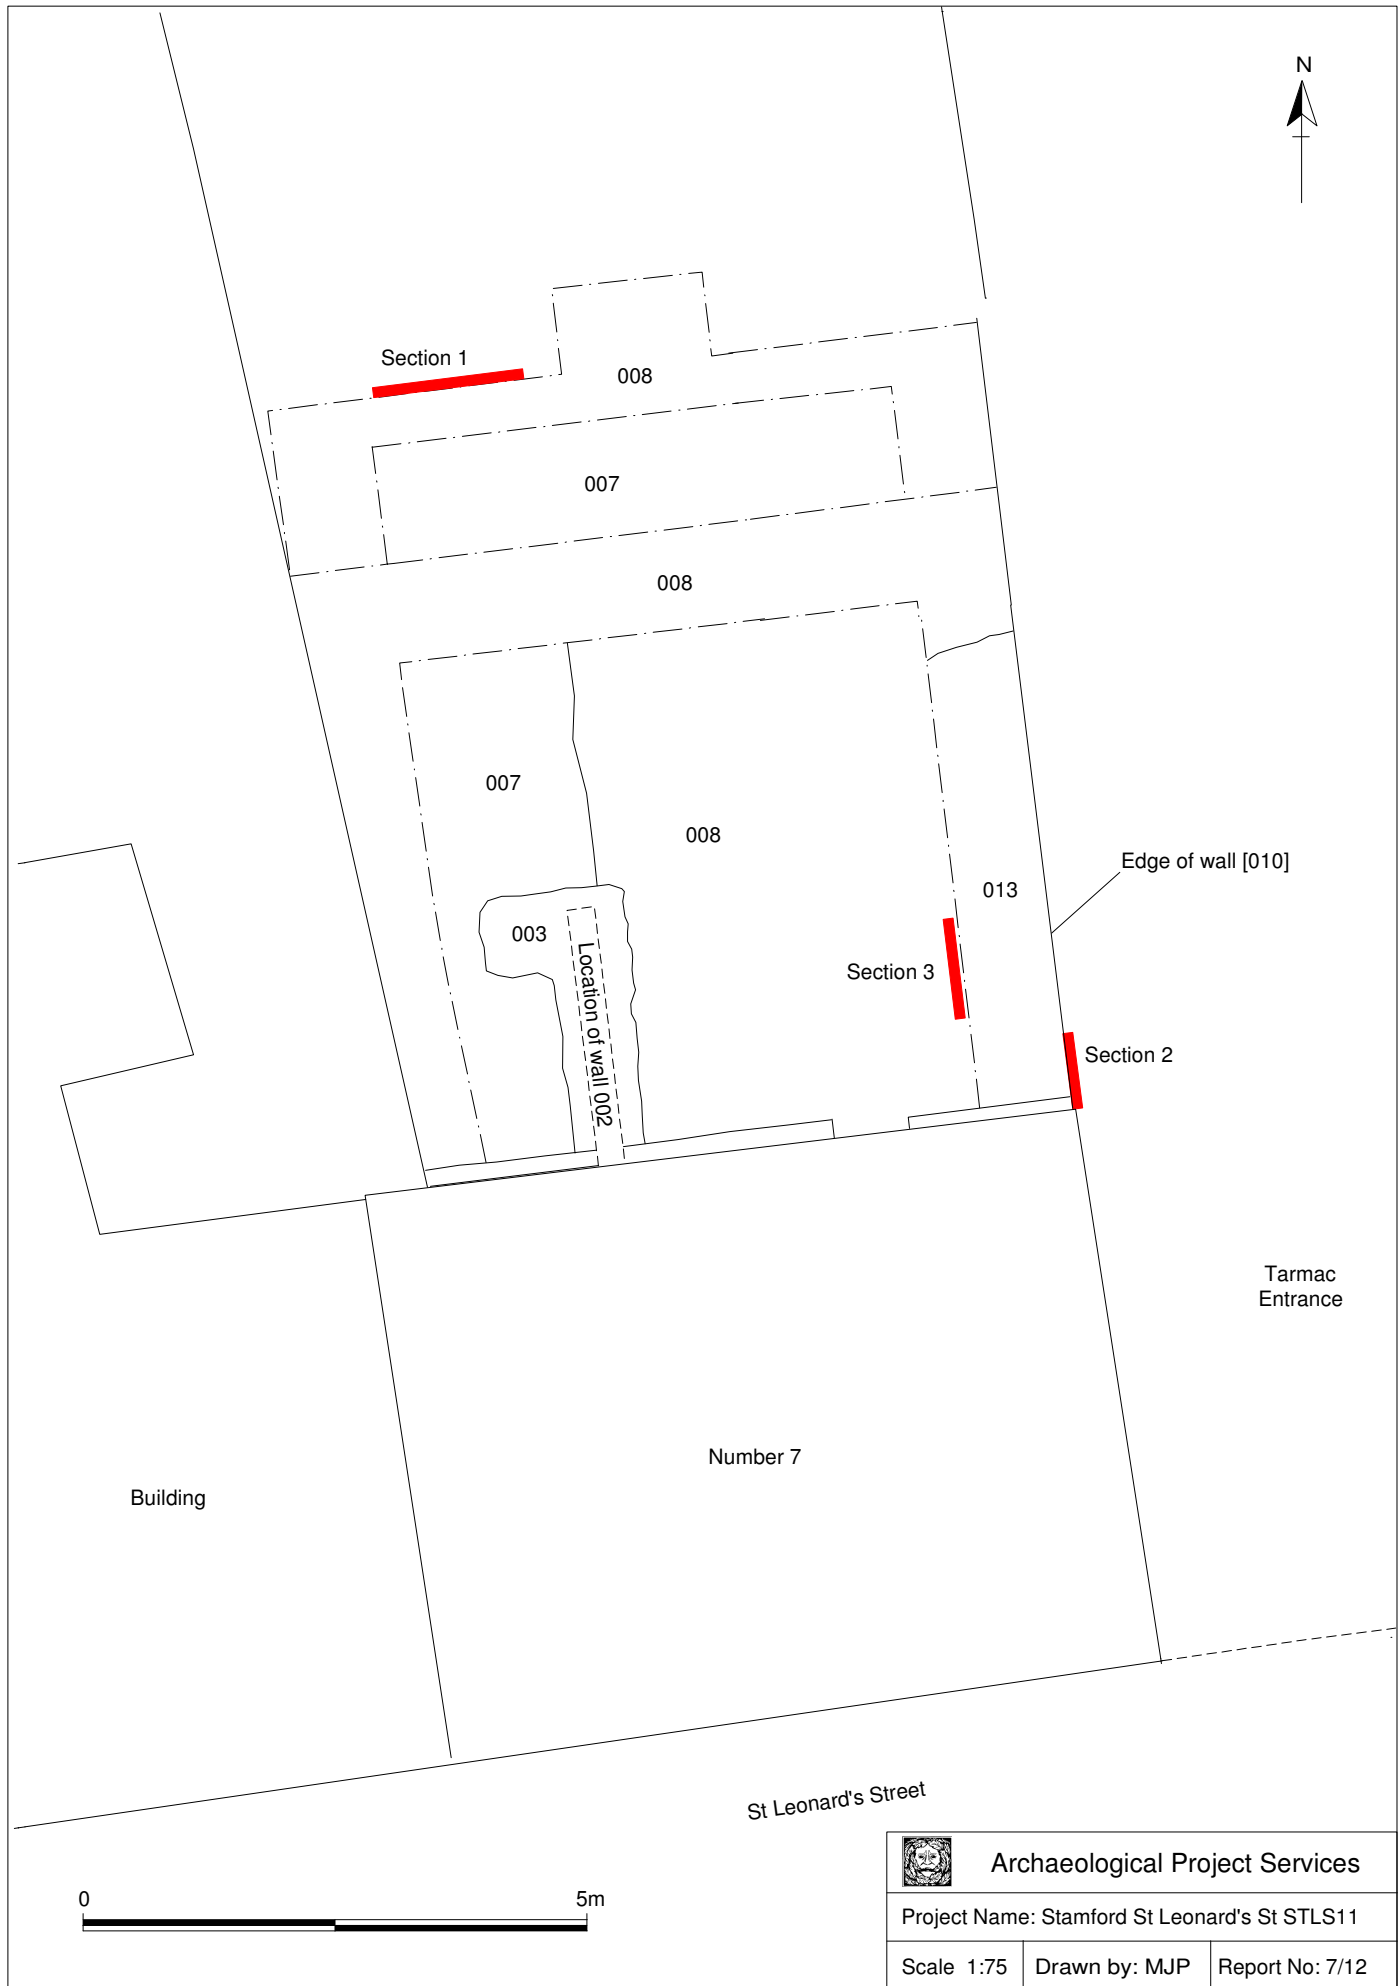 N
Section 1
008
007
008
007
008
Edge of wall [010]
013
003
Location of wall 002
Section 3
Section 2
Tarmac
Entrance
Number 7
Building
St Leonard's Street
0
5m
Archaeological Project Services
Project Name: Stamford St Leonard's St STLS11
Scale 1:75
Drawn by: MJP
Report No: 7/12